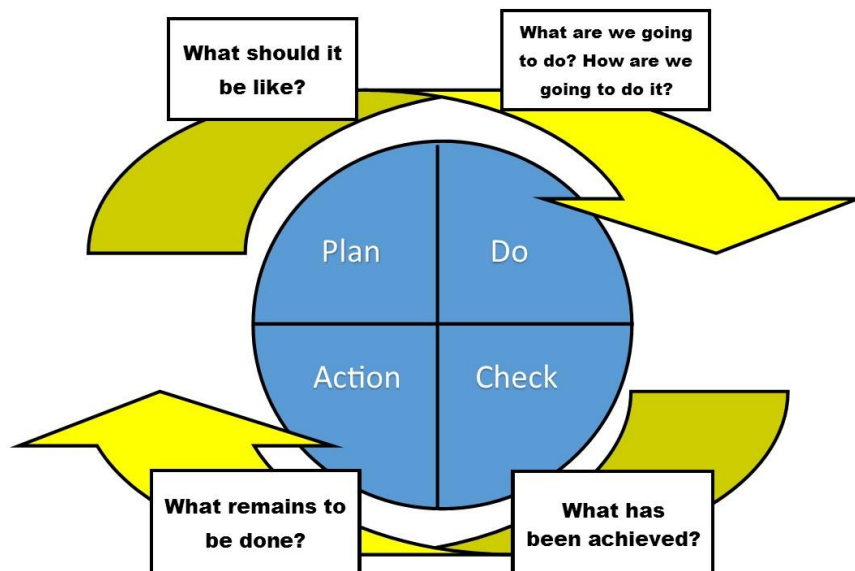 What should it
be like?
What are we going
to do? How are we
going to do it?
Plan
Do
Action
Check
What remains to
be done?
What has
been achieved?